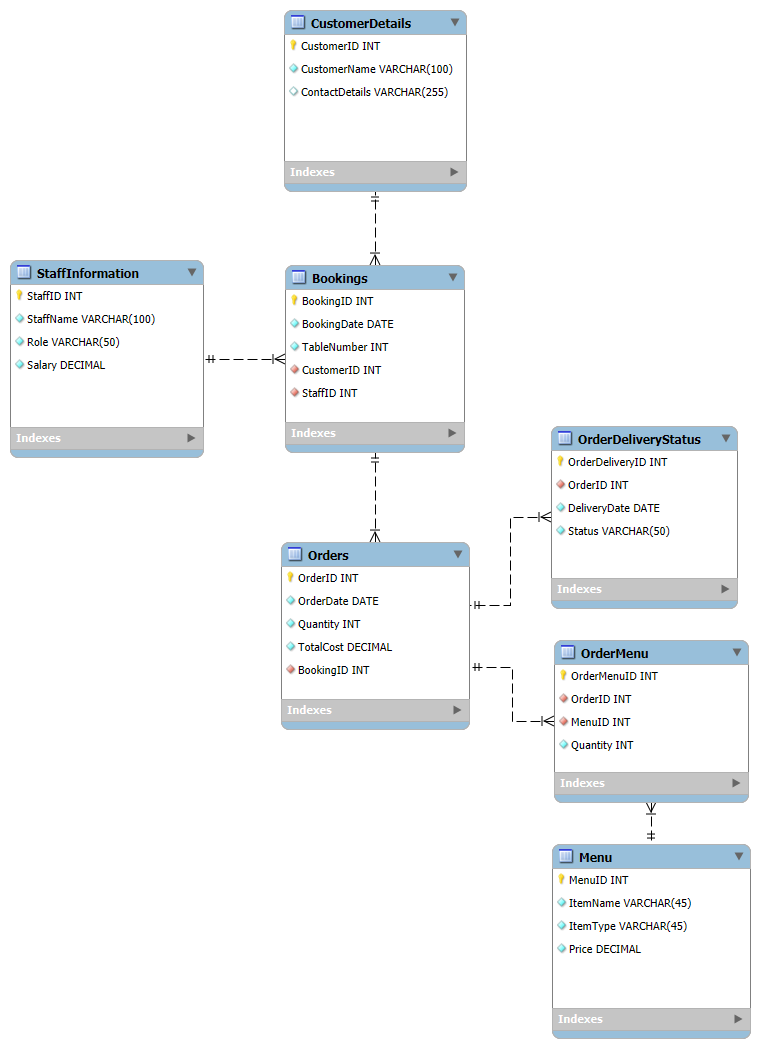 CustomerDetails
CustomerID INT
CustomerName VARCHAR(100)
ContactDetails VARCHAR(255)
Indexes
StaffInformation
StaffID INT
StaffName VARCHAR(100)
Role VARCHAR(50)
Salary DECIMAL
Indexes
Bookings
BookingID INT
BookingDate DATE
TableNumber INT
CustomerID INT
StaffID INT
Indexes
OrderDeliveryStatus
OrderDeliveryID INT
OrderID INT
DeliveryDate DATE
Status VARCHAR(50)
Indexes
Orders
OrderID INT
OrderDate DATE
Quantity INT
TotalCost DECIMAL
BookingID INT
Indexes
OrderMenu
OrderMenuID INT
OrderID INT
MenuID INT
Quantity INT
Indexes
Menu
MenuID INT
ItemName VARCHAR(45)
ItemType VARCHAR(45)
Price DECIMAL
Indexes